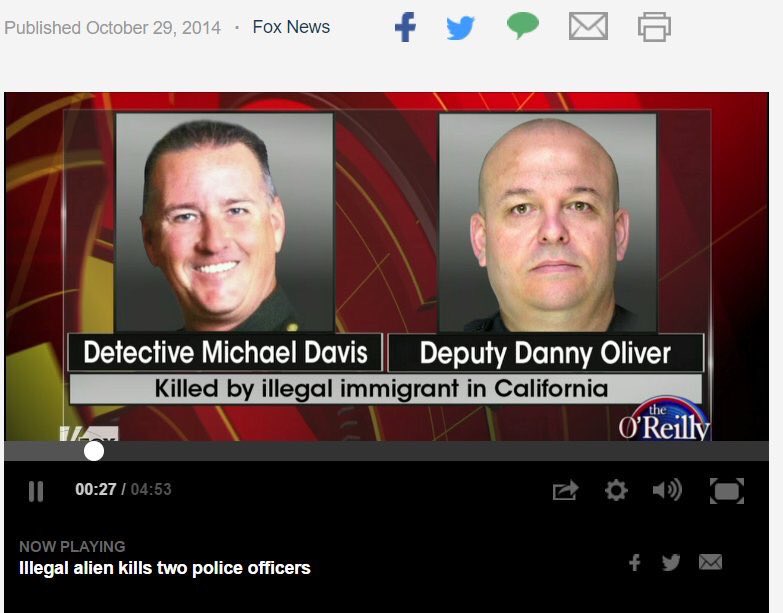 Published October 29, 2014 · Fox News
Detective Michael Davis
Deputy Danny Oliver
Killed by illegal immigrant in California
the
O'Reilly
00:27 / 04:53
NOW PLAYING
Illegal alien kills two police officers